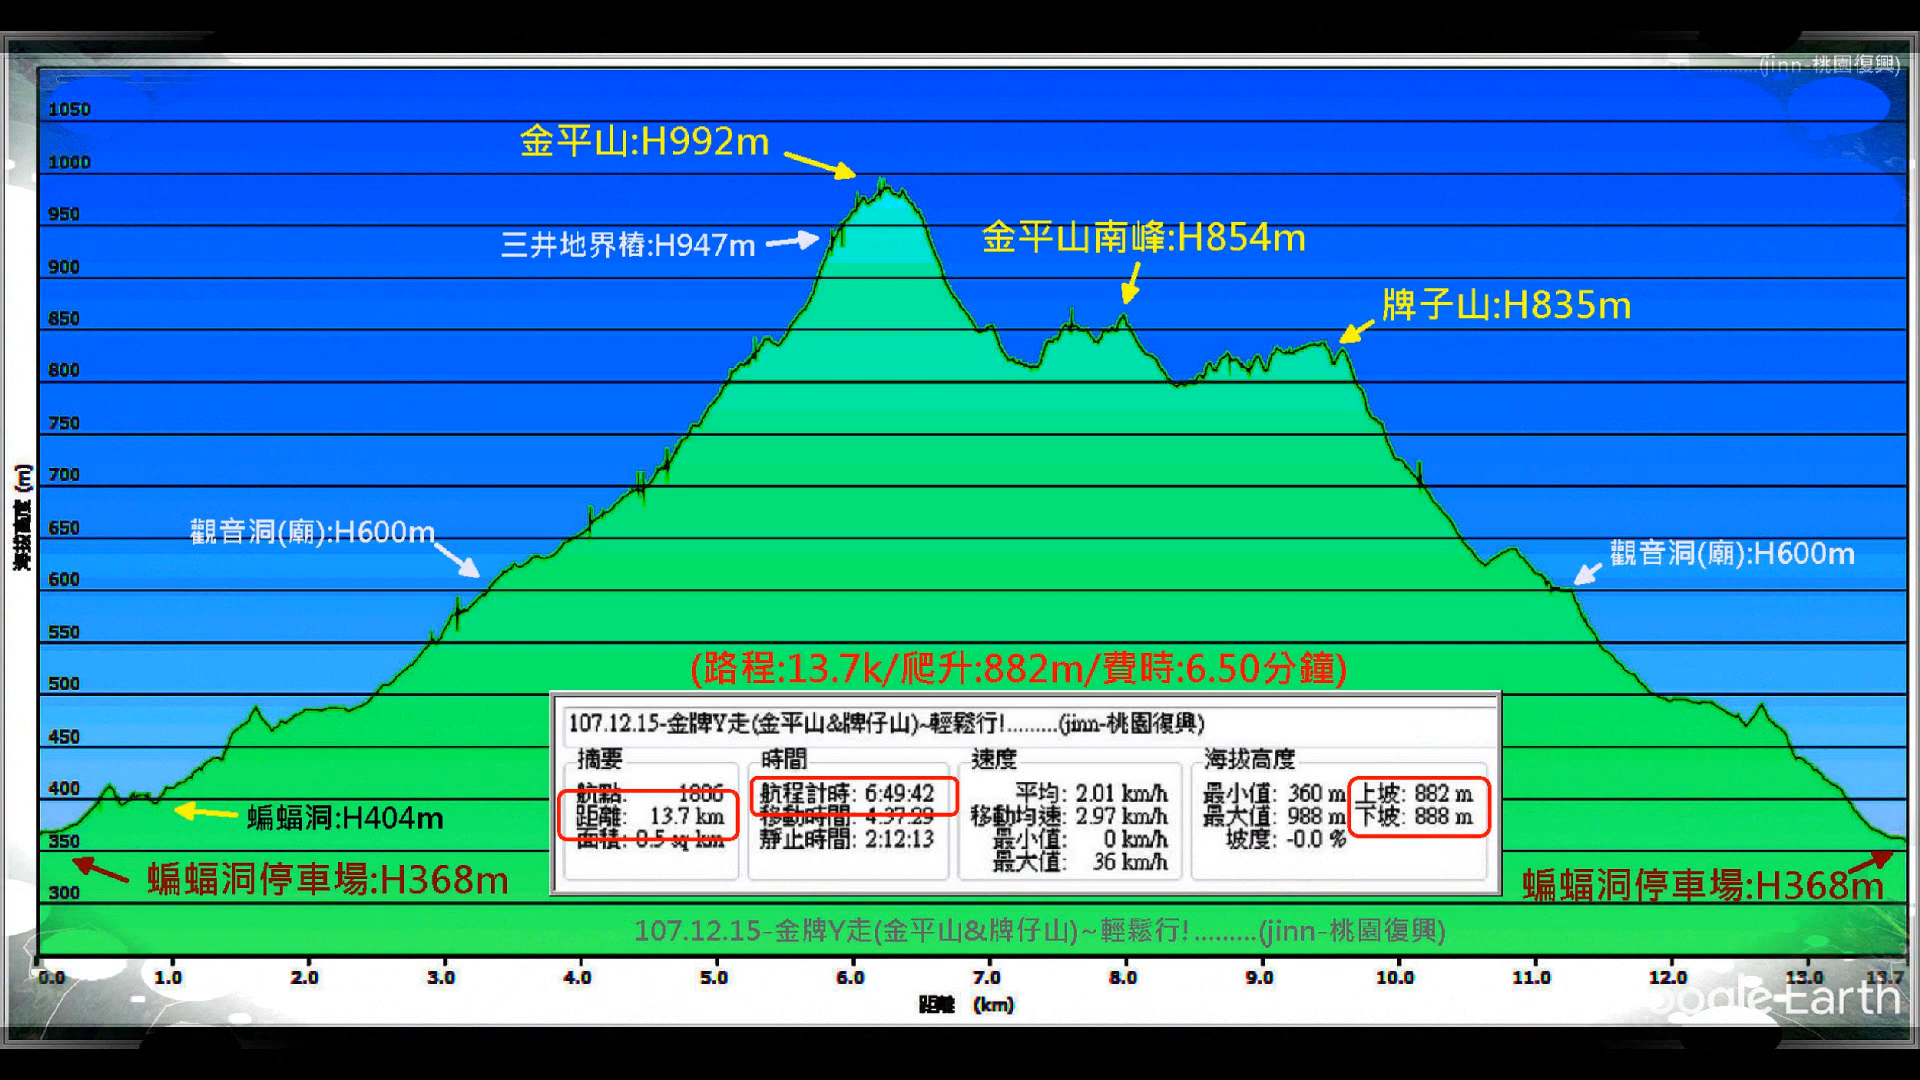 (jinn-桃園復興)
1050
1000
950
900
850
800
750
700
650
600
550
500
450
400
350
300
海拔高度 (m)
金平山:H992m
三井地界樁:H947m
金平山南峰:H854m
牌子山:H835m
觀音洞(廟):H600m
觀音洞(廟):H600m
蝙蝠洞:H404m
蝙蝠洞停車場:H368m
蝙蝠洞停車場:H368m
(路程:13.7k/爬升:882m/費時:6.50分鐘)
107.12.15-金牌Y走(金平山&牌仔山)~輕鬆行!.........(jinn-桃園復興)
摘要 時間 速度 海拔高度
航點: 1806 航程計時: 6:49:42 平均: 2.01 km/h 最小值: 360 m 上坡: 882 m
距離: 13.7 km 移動時間: 4:37:29 移動均速: 2.97 km/h 最大值: 988 m 下坡: 888 m
面積: 0.5 sq km 靜止時間: 2:12:13 最小值: 0 km/h 坡度: -0.0 %
最大值: 36 km/h
107.12.15-金牌Y走(金平山&牌仔山)~輕鬆行!.........(jinn-桃園復興)
0.0 1.0 2.0 3.0 4.0 5.0 6.0 7.0 8.0 9.0 10.0 11.0 12.0 13.0 13.7
距離 (km)
Google Earth